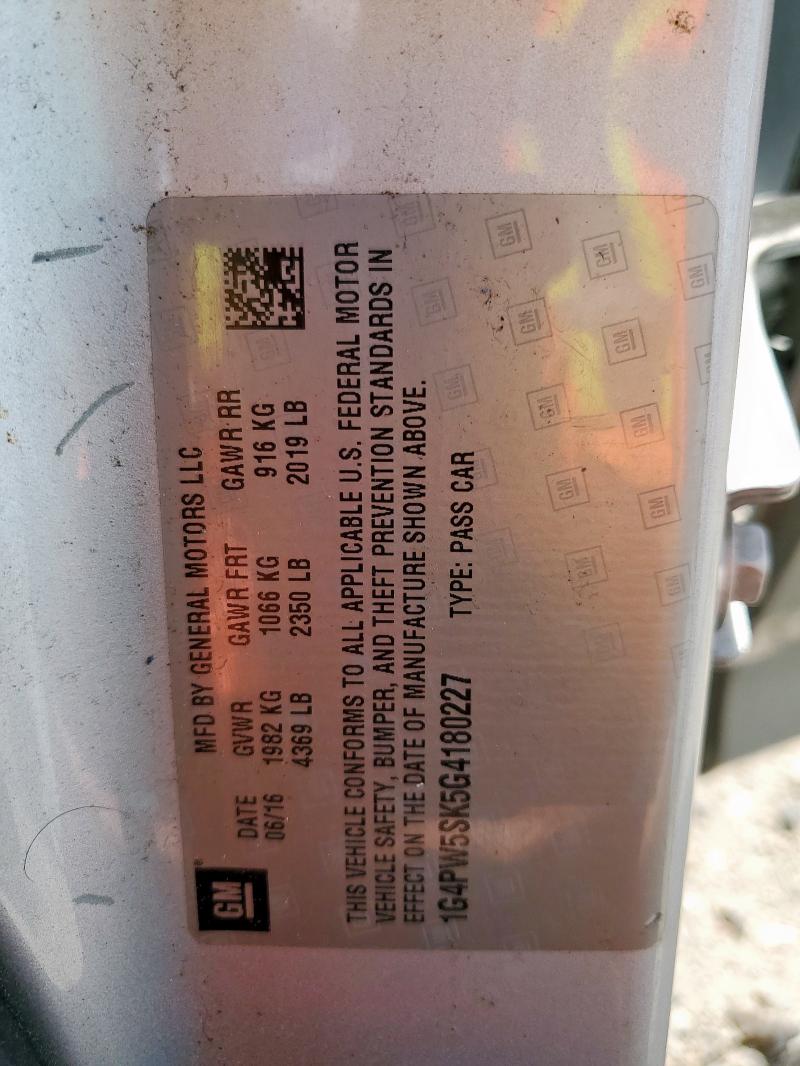 GM
MFD BY GENERAL MOTORS LLC
DATE GVWR GAWR FRT GAWR RR
06/16 1982 KG 1066 KG 916 KG
4369 LB 2350 LB 2019 LB
THIS VEHICLE CONFORMS TO ALL APPLICABLE U.S. FEDERAL MOTOR
VEHICLE SAFETY, BUMPER, AND THEFT PREVENTION STANDARDS IN
EFFECT ON THE DATE OF MANUFACTURE SHOWN ABOVE.
1G4PW5SK5G4180227 TYPE: PASS CAR